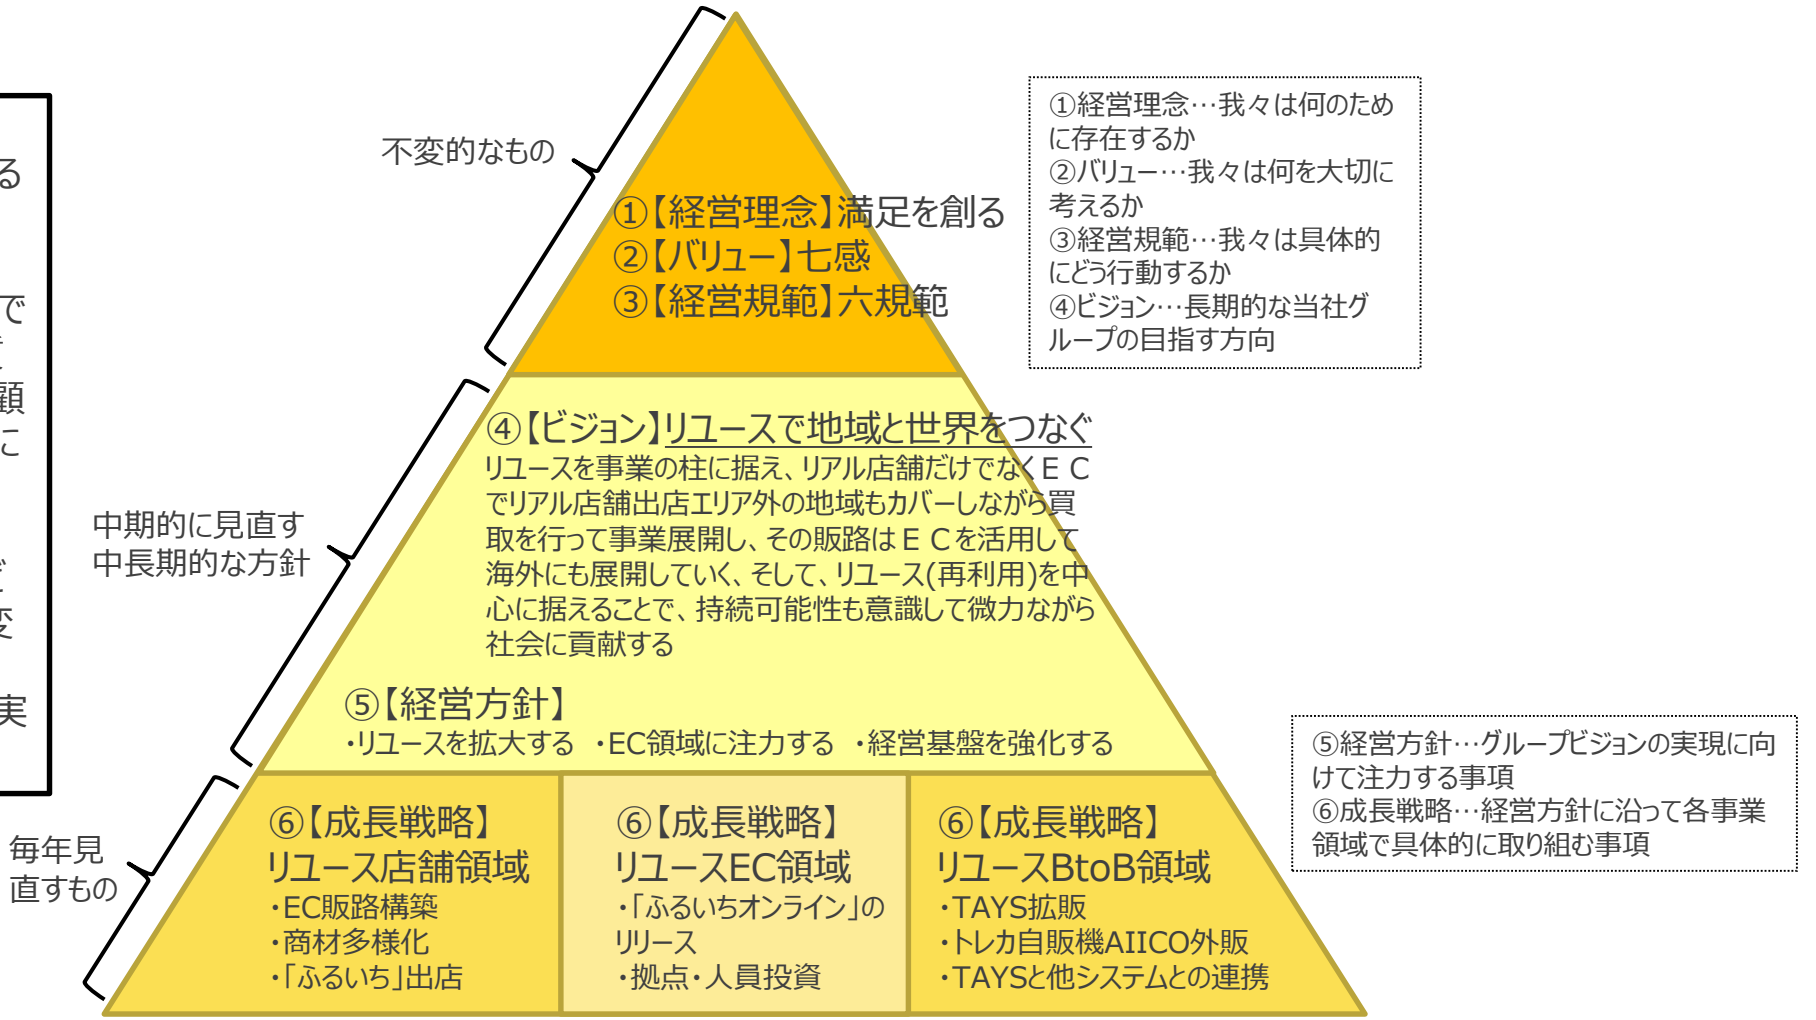 る
で
顧
に
変
実
不変的なもの
①【経営理念】満足を創る
②【バリュー】七感
③【経営規範】六規範
①経営理念…我々は何のため
に存在するか
②バリュー…我々は何を大切に
考えるか
③経営規範…我々は具体的
にどう行動するか
④ビジョン…長期的な当社グ
ループの目指す方向
中期的に見直す
中長期的な方針
④【ビジョン】リユースで地域と世界をつなぐ
リユースを事業の柱に据え、リアル店舗だけでなくＥＣ
でリアル店舗出店エリア外の地域もカバーしながら買
取を行って事業展開し、その販路はＥＣを活用して
海外にも展開していく、そして、リユース(再利用)を中
心に据えることで、持続可能性も意識して微力ながら
社会に貢献する
⑤【経営方針】
・リユースを拡大する ・EC領域に注力する ・経営基盤を強化する
⑤経営方針…グループビジョンの実現に向
けて注力する事項
⑥成長戦略…経営方針に沿って各事業
領域で具体的に取り組む事項
毎年見
直すもの
⑥【成長戦略】
リユース店舗領域
・EC販路構築
・商材多様化
・「ふるいち」出店
⑥【成長戦略】
リユースEC領域
・「ふるいちオンライン」の
リリース
・拠点・人員投資
⑥【成長戦略】
リユースBtoB領域
・TAYS拡販
・トレカ自販機AIICO外販
・TAYSと他システムとの連携